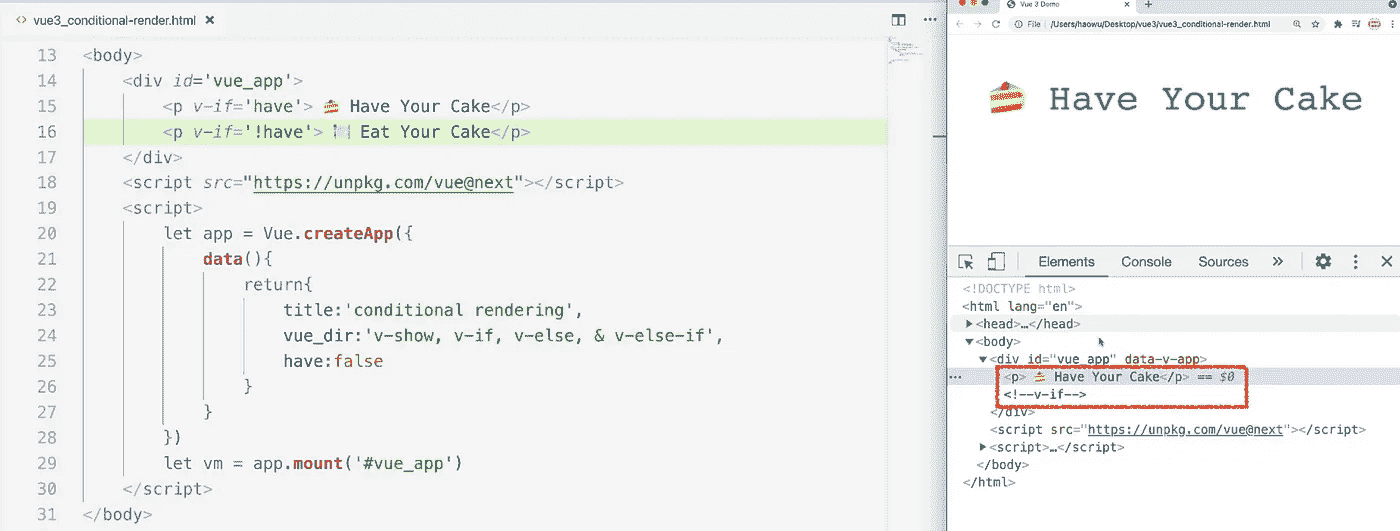 vue3_conditional-render.html ×
13 <body>
14 <div id='vue_app'>
15 <p v-if='have'> 🍰 Have Your Cake</p>
16 <p v-if='!have'> 🍽 Eat Your Cake</p>
17 </div>
18 <script src="https://unpkg.com/vue@next"></script>
19 <script>
20 let app = Vue.createApp({
21 data(){
22 return{
23 title:'conditional rendering',
24 vue_dir:'v-show, v-if, v-else, & v-else-if',
25 have:false
26 }
27 }
28 })
29 let vm = app.mount('#vue_app')
30 </script>
31 </body>
Vue 3 Demo
File | /Users/haowu/Desktop/vue3/vue3_conditional-render.html
🍰 Have Your Cake
Elements Console Sources »
<!DOCTYPE html>
<html lang="en">
▶<head>…</head>
▼<body>
▼<div id="vue_app" data-v-app>
<p> 🍰 Have Your Cake</p> == $0
<!--v-if-->
</div>
<script src="https://unpkg.com/vue@next"></script>
▶<script>…</script>
</body>
</html>